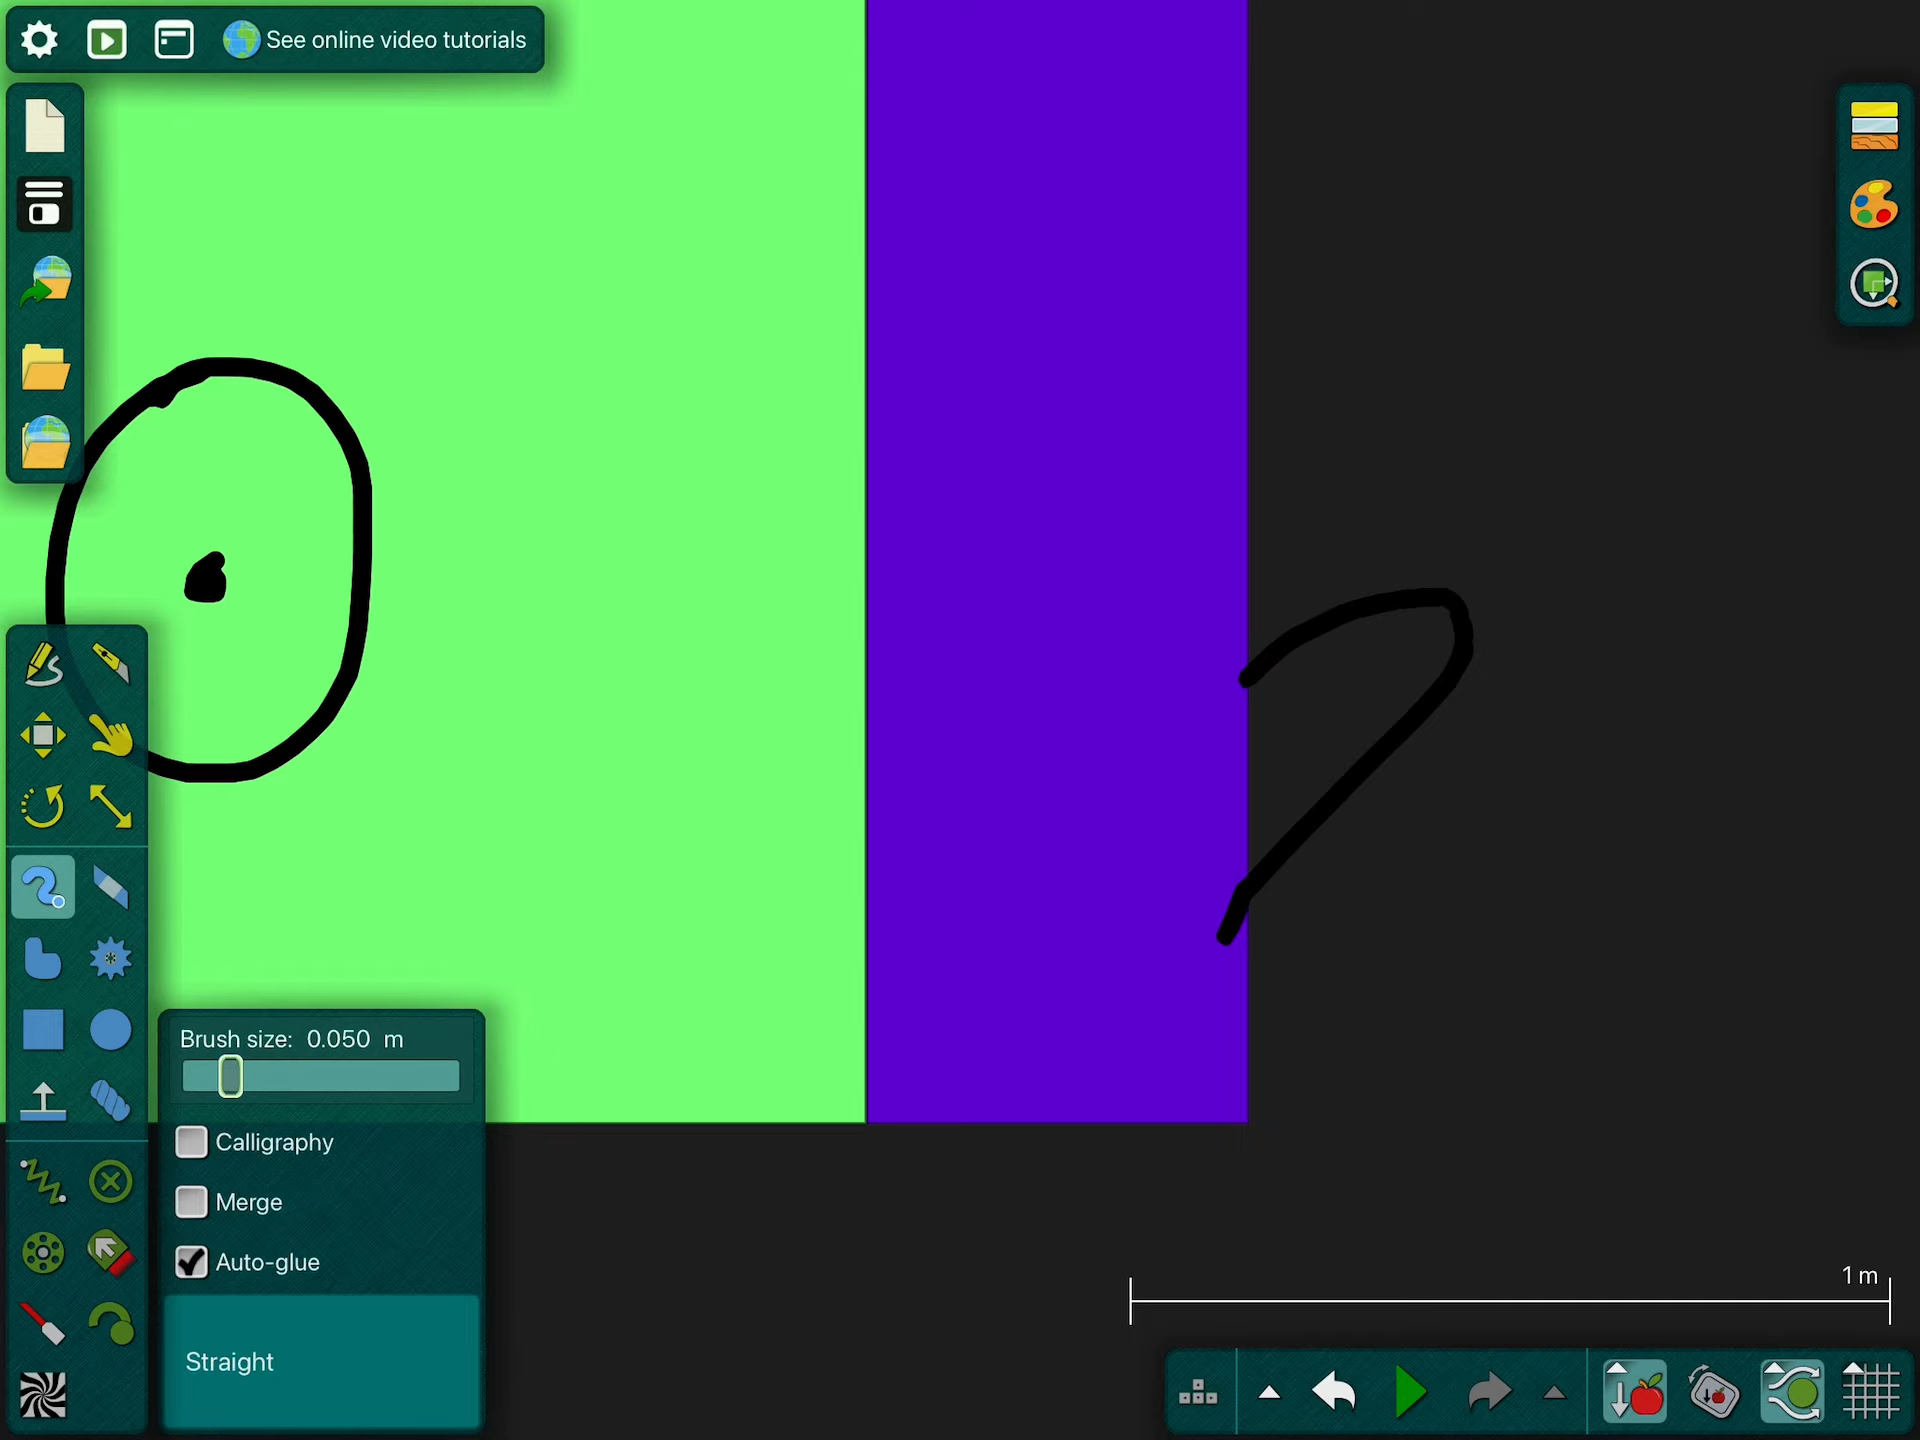 See online video tutorials
Brush size: 0.050 m
Calligraphy
Merge
Auto-glue
Straight
1 m